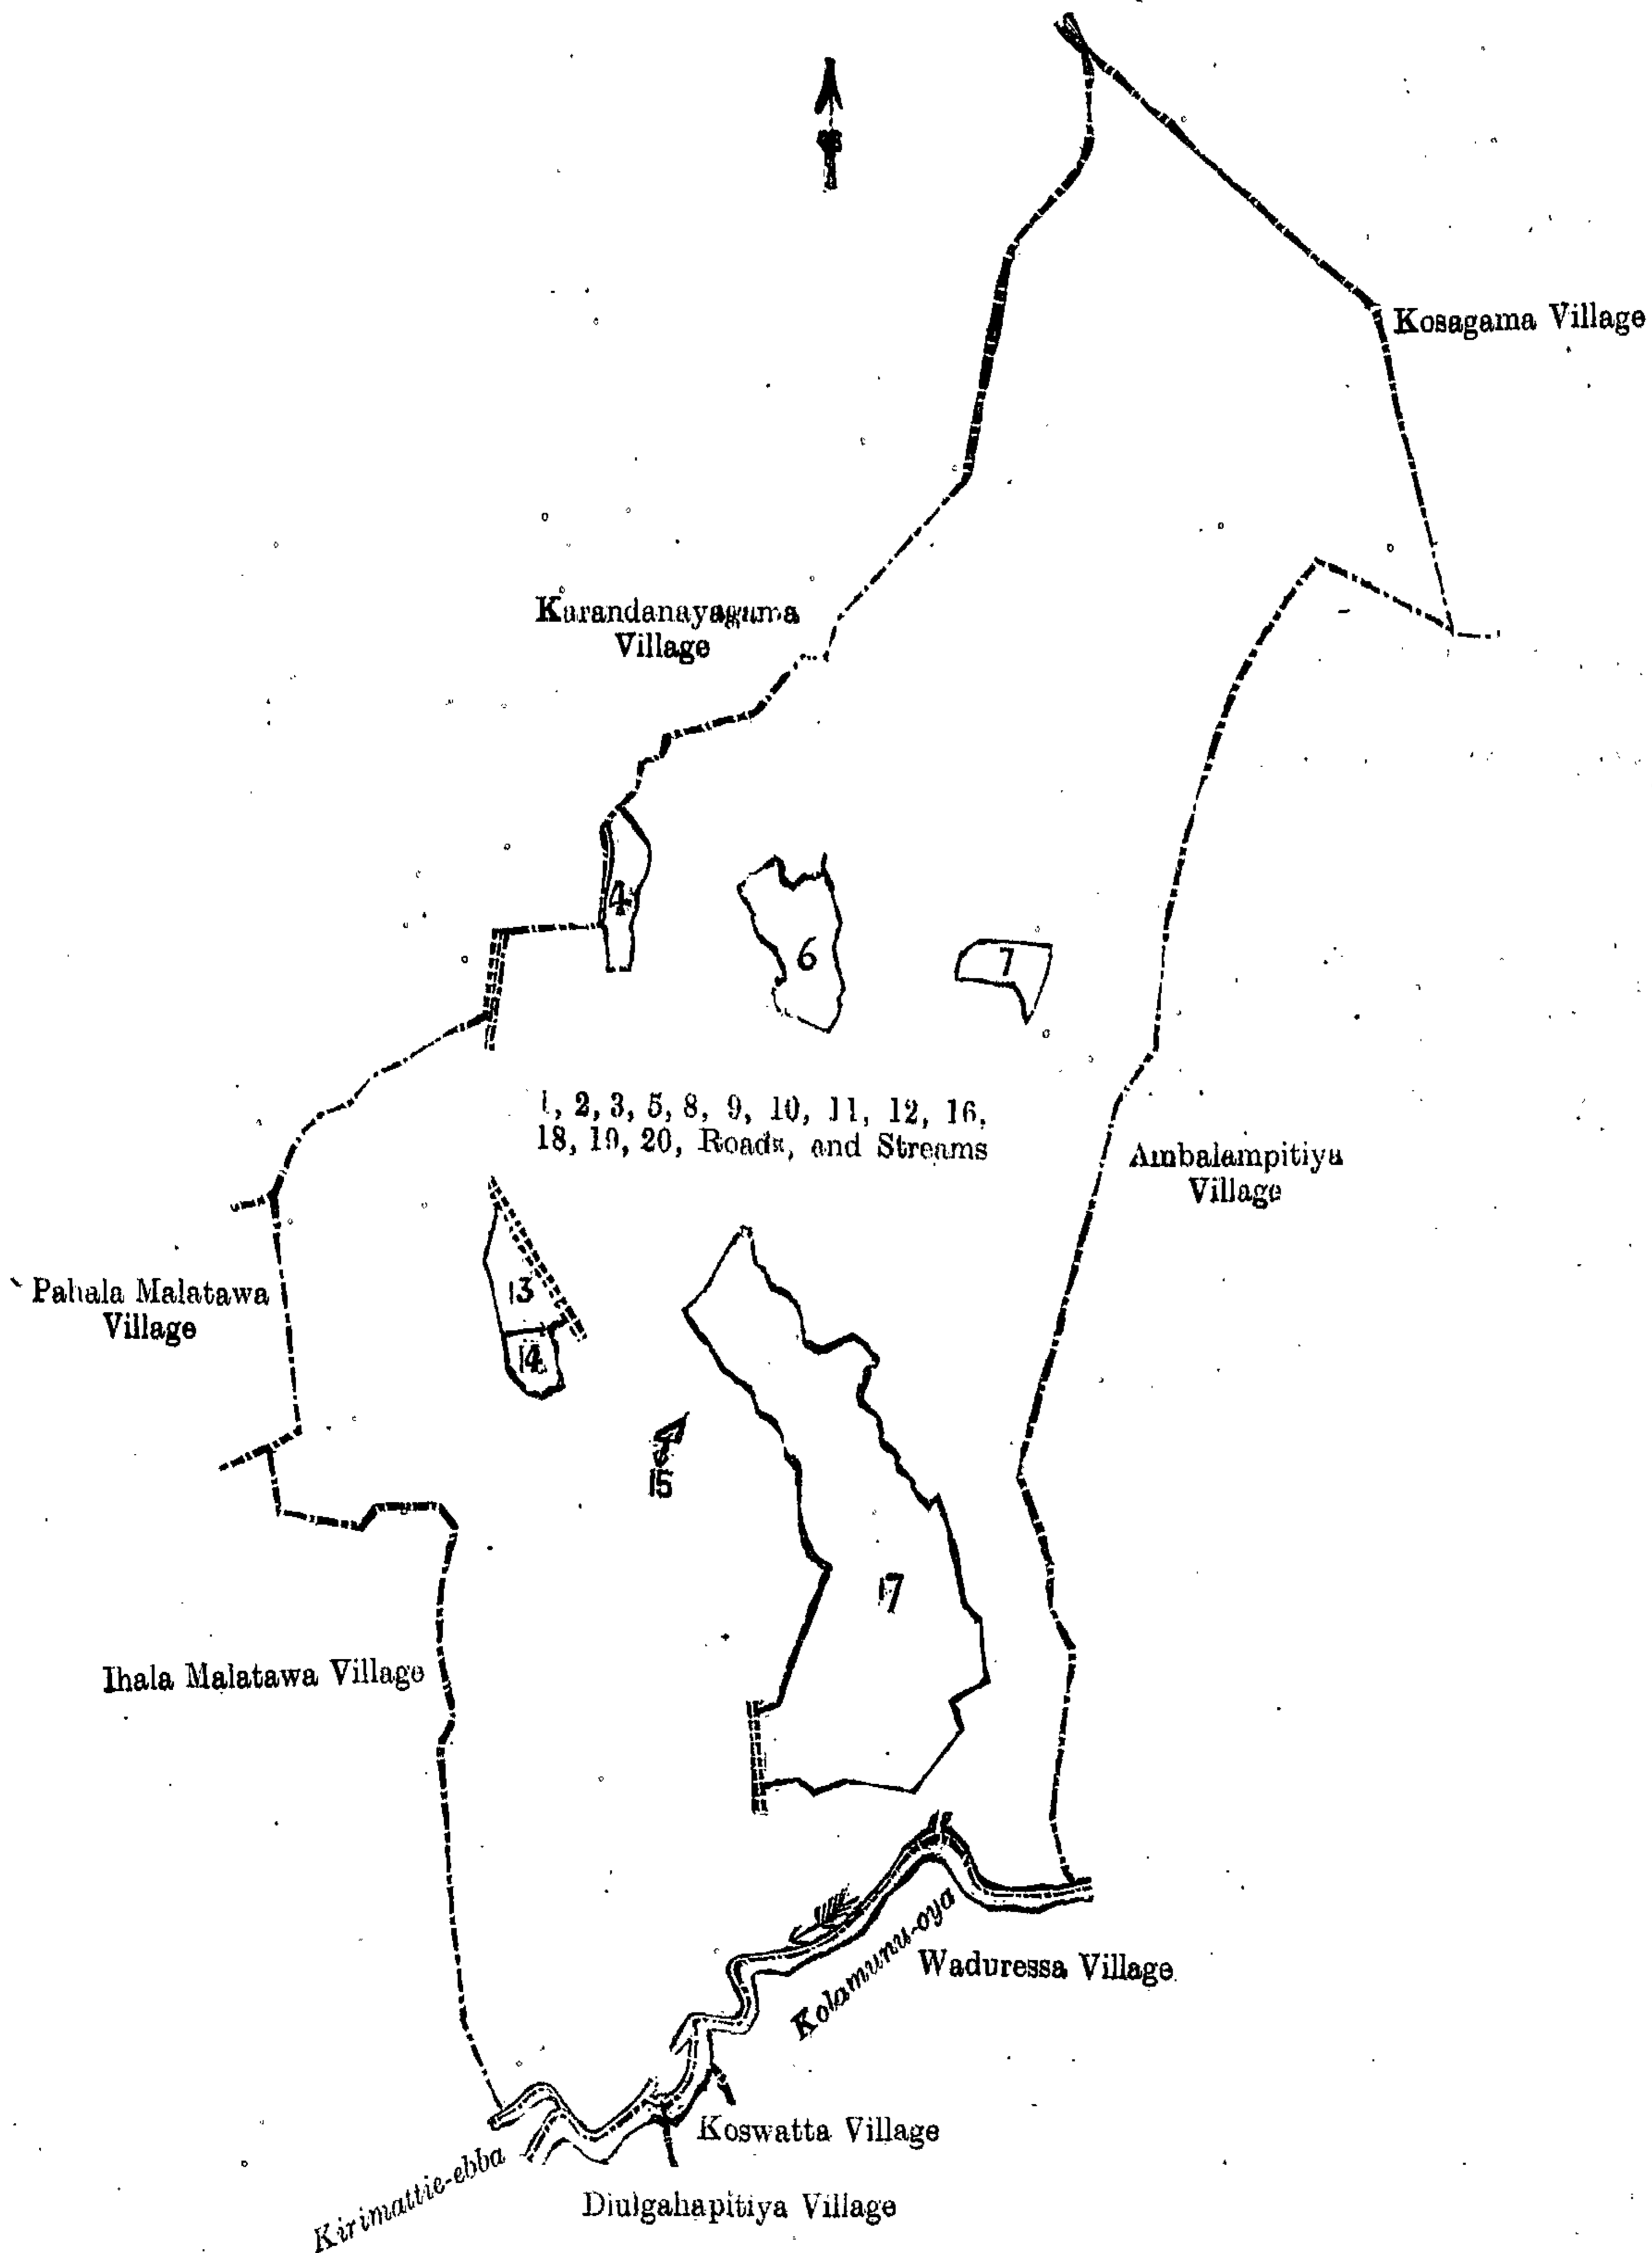 Kosagama Village
Karandanayagama
Village
4
6
7
1, 2, 3, 5, 8, 9, 10, 11, 12, 16,
18, 19, 20, Roads, and Streams
Ambalampitiya
Village
13
Pahala Malatawa
Village
14
15
17
Ihala Malatawa Village
Kolamunu-oya
Waduressa Village
Koswatta Village
Kirimattie-ebba
Diulgahapitiya Village